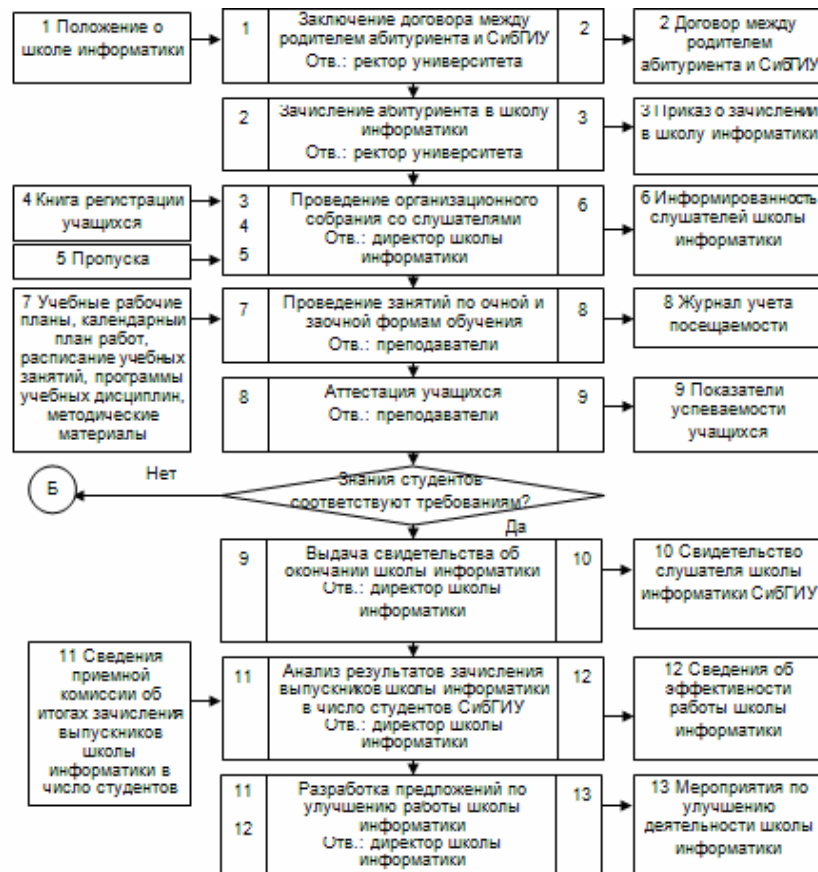 1 Положение о
школе информатики
1
Заключение договора между
родителем абитуриента и СибГИУ
Отв.: ректор университета
2
2 Договор между
родителем
абитуриента и СибГИУ
2
Зачисление абитуриента в школу
информатики
Отв.: ректор университета
3
3 Приказ о зачислении
в школу информатики
4 Книга регистрации
учащихся
5 Пропуска
3
4
5
Проведение организационного
собрания со слушателями
Отв.: директор школы
информатики
6
6 Информированность
слушателей школы
информатики
7 Учебные рабочие
планы, календарный
план работ,
расписание учебных
занятий, программы
учебных дисциплин,
методические
материалы
7
Проведение занятий по очной и
заочной формам обучения
Отв.: преподаватели
8
8 Журнал учета
посещаемости
8
Аттестация учащихся
Отв.: преподаватели
9
9 Показатели
успеваемости
учащихся
Б
Нет
Знания студентов
соответствуют требованиям?
Да
9
Выдача свидетельства об
окончании школы информатики
Отв.: директор школы
информатики
10
10 Свидетельство
слушателя школы
информатики СибГИУ
11 Сведения
приемной
комиссии об
итогах зачисления
выпускников
школы
информатики в
число студентов
11
Анализ результатов зачисления
выпускников школы информатики
в число студентов СибГИУ
Отв.: директор школы
информатики
12
12 Сведения об
эффективности
работы школы
информатики
11
12
Разработка предложений по
улучшению работы школы
информатики
Отв.: директор школы
информатики
13
13 Мероприятия по
улучшению
деятельности школы
информатики